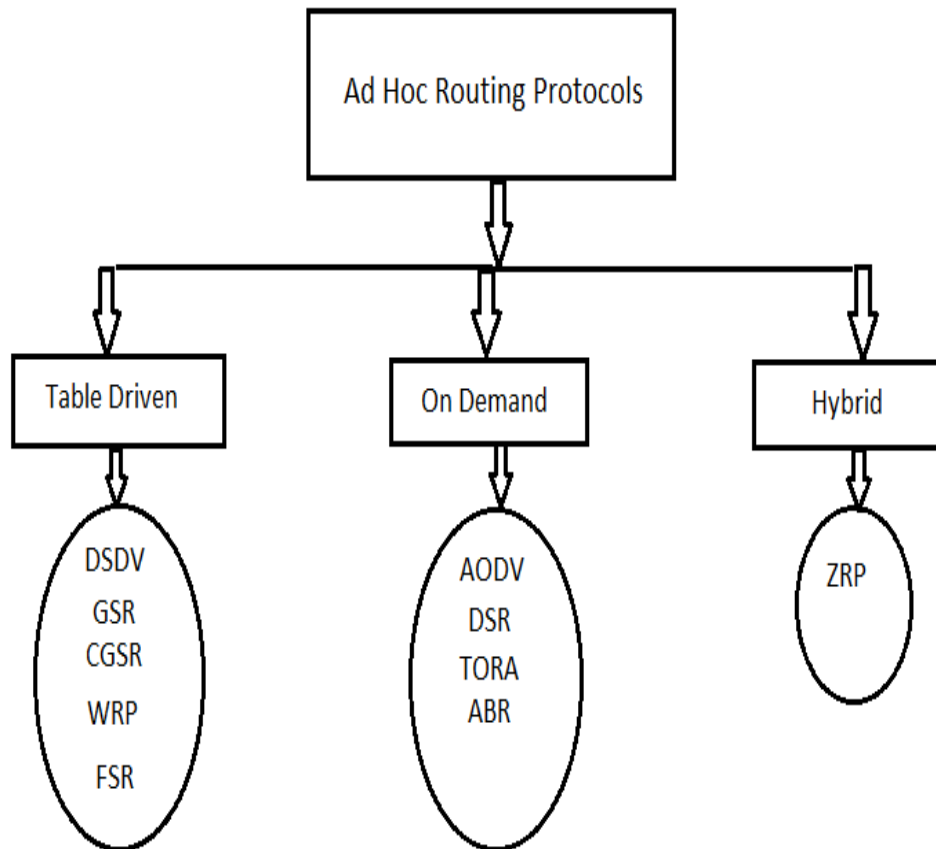 Ad Hoc Routing Protocols
Table Driven
On Demand
Hybrid
DSDV
GSR
CGSR
WRP
FSR
AODV
DSR
TORA
ABR
ZRP